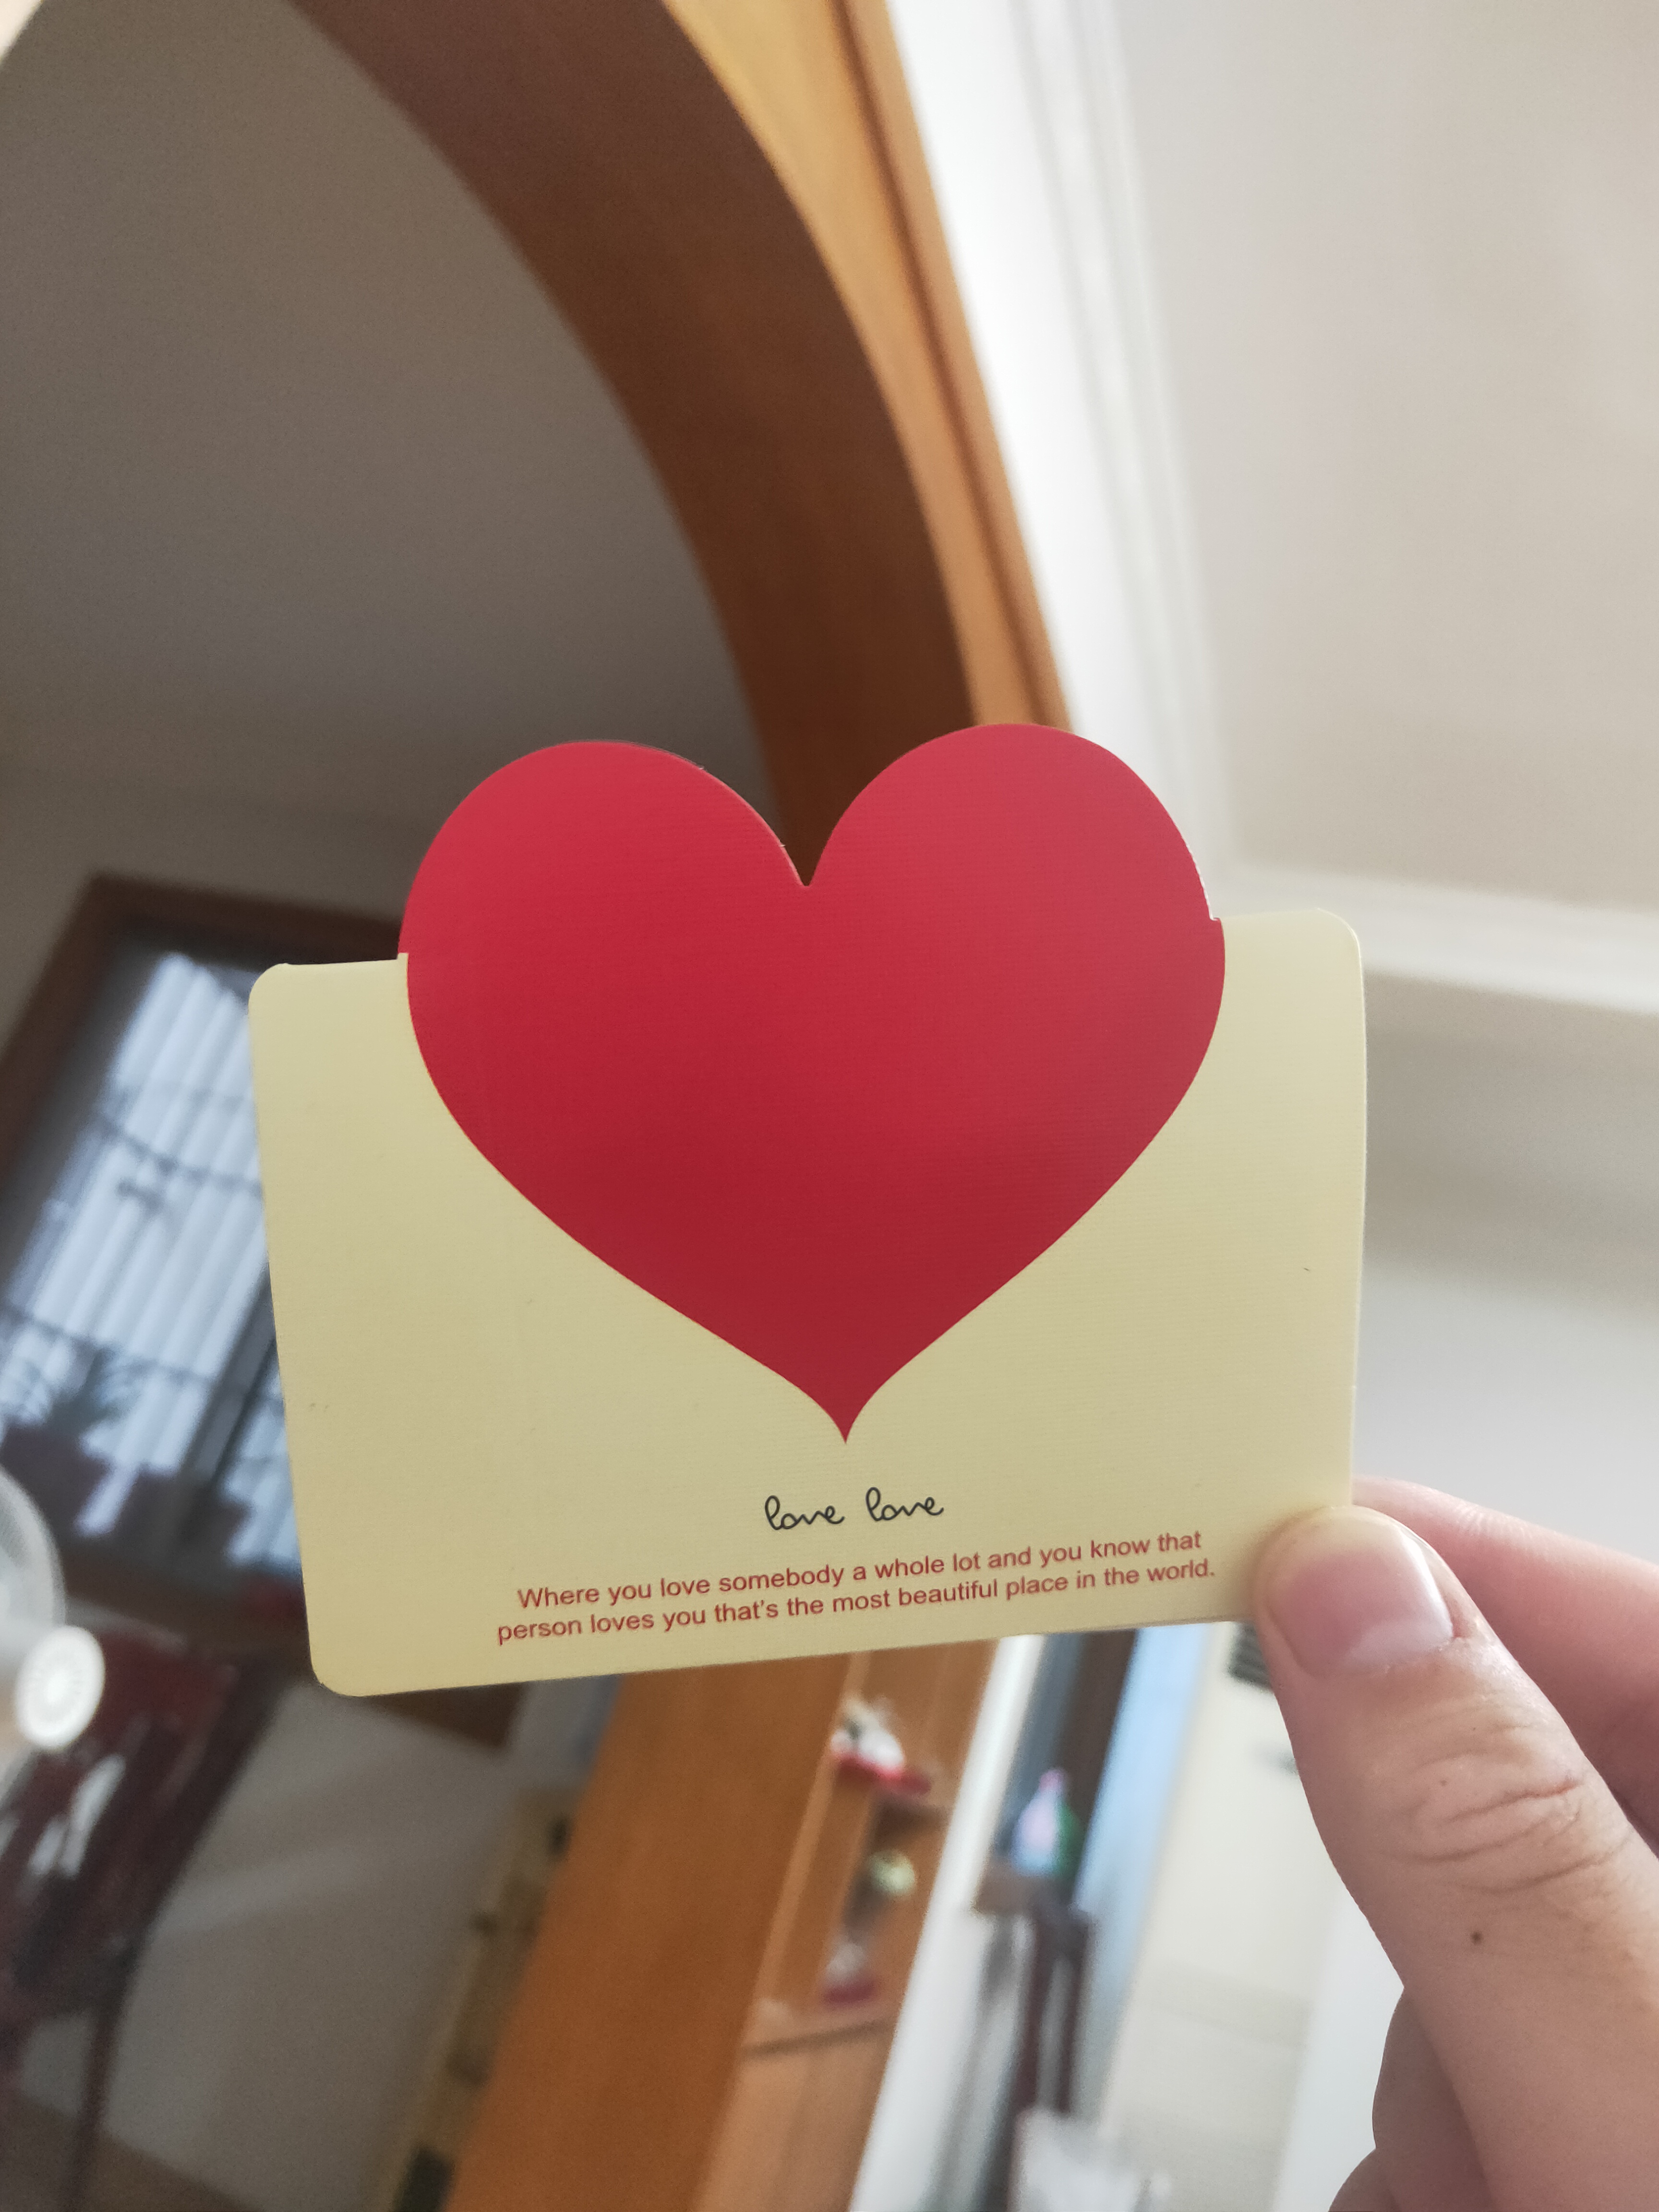 love love
Where you love somebody a whole lot and you know that
person loves you that's the most beautiful place in the world.